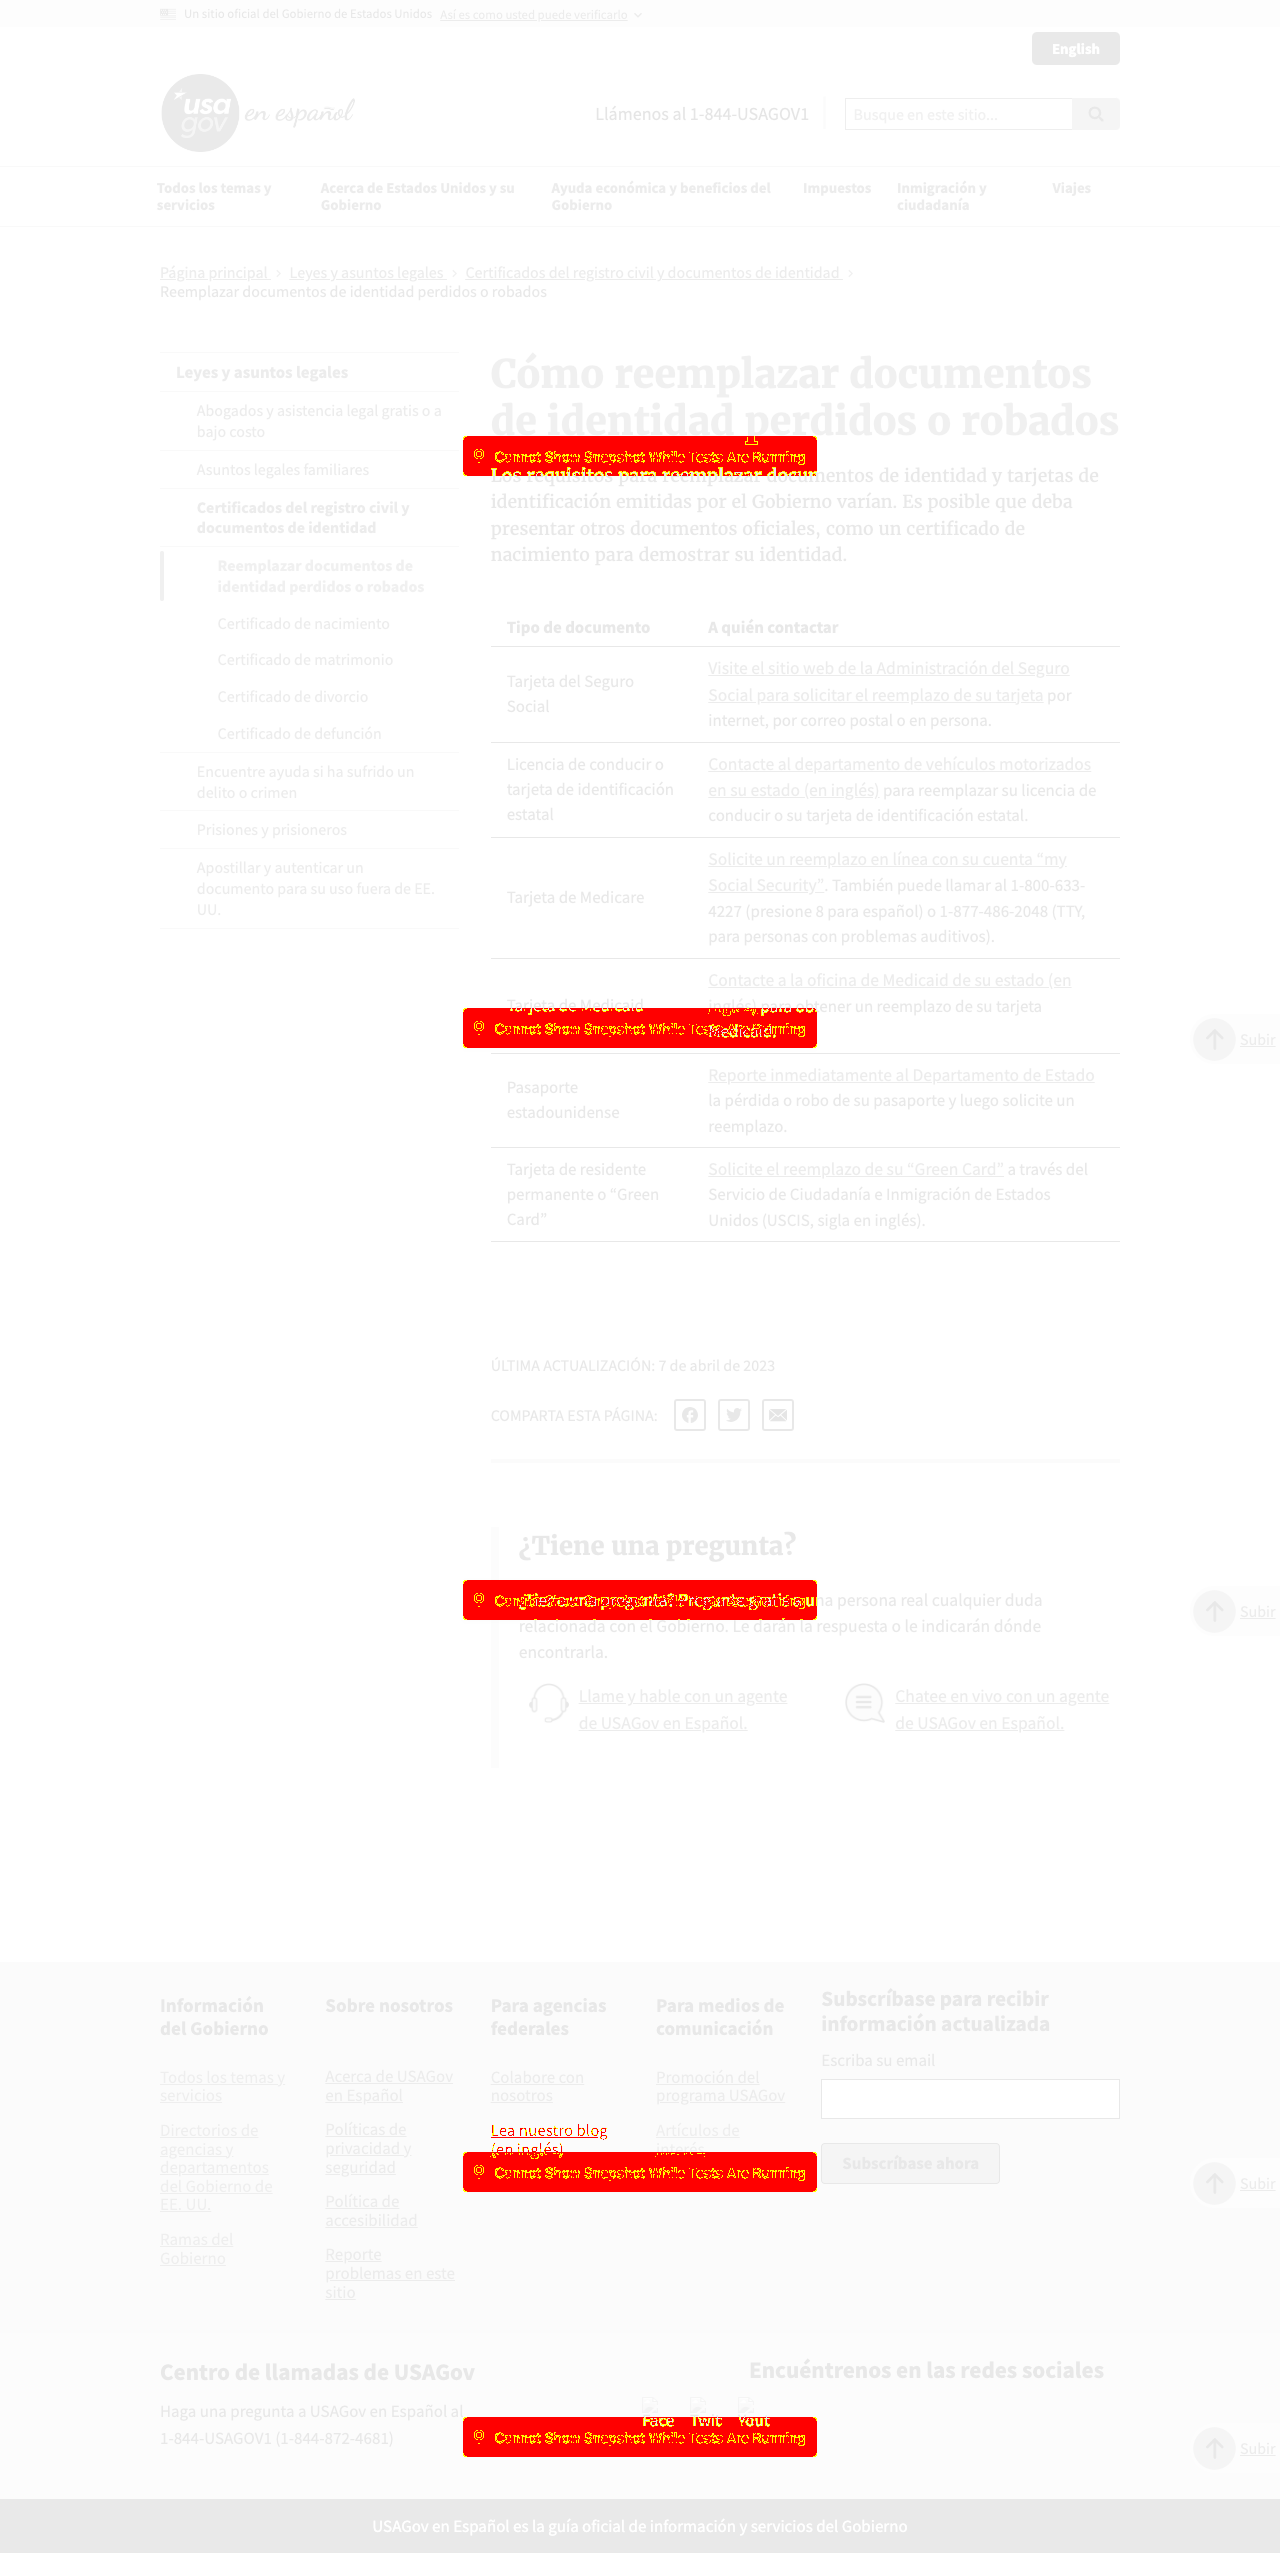 Un sitio oficial del Gobierno de Estados Unidos Así es como usted puede verificarlo
English
usa gov en español
Llámenos al 1-844-USAGOV1
Busque en este sitio...
Todos los temas y servicios
Acerca de Estados Unidos y su Gobierno
Ayuda económica y beneficios del Gobierno
Impuestos
Inmigración y ciudadanía
Viajes
Página principal Leyes y asuntos legales Certificados del registro civil y documentos de identidad
Reemplazar documentos de identidad perdidos o robados
Leyes y asuntos legales
Abogados y asistencia legal gratis o a
bajo costo
Asuntos legales familiares
Certificados del registro civil y
documentos de identidad
Reemplazar documentos de
identidad perdidos o robados
Certificado de nacimiento
Certificado de matrimonio
Certificado de divorcio
Certificado de defunción
Encuentre ayuda si ha sufrido un
delito o crimen
Prisiones y prisioneros
Apostillar y autenticar un
documento para su uso fuera de EE.
UU.
Cómo reemplazar documentos
de identidad perdidos o robados
Cannot Show Snapshot While Tests Are Running
Los requisitos para reemplazar documentos de identidad y tarjetas de
identificación emitidas por el Gobierno varían. Es posible que deba
presentar otros documentos oficiales, como un certificado de
nacimiento para demostrar su identidad.
Tipo de documento
A quién contactar
Tarjeta del Seguro
Social
Visite el sitio web de la Administración del Seguro
Social para solicitar el reemplazo de su tarjeta por
internet, por correo postal o en persona.
Licencia de conducir o
tarjeta de identificación
estatal
Contacte al departamento de vehículos motorizados
en su estado (en inglés) para reemplazar su licencia de
conducir o su tarjeta de identificación estatal.
Tarjeta de Medicare
Solicite un reemplazo en línea con su cuenta “my
Social Security”. También puede llamar al 1-800-633-
4227 (presione 8 para español) o 1-877-486-2048 (TTY,
para personas con problemas auditivos).
Tarjeta de Medicaid
Contacte a la oficina de Medicaid de su estado (en
inglés) para obtener un reemplazo de su tarjeta
Medicaid.
Cannot Show Snapshot While Tests Are Running
Subir
Pasaporte
estadounidense
Reporte inmediatamente al Departamento de Estado
la pérdida o robo de su pasaporte y luego solicite un
reemplazo.
Tarjeta de residente
permanente o “Green
Card”
Solicite el reemplazo de su “Green Card” a través del
Servicio de Ciudadanía e Inmigración de Estados
Unidos (USCIS, sigla en inglés).
ÚLTIMA ACTUALIZACIÓN: 7 de abril de 2023
COMPARTA ESTA PÁGINA:
¿Tiene una pregunta?
Cannot Show Snapshot While Tests Are Running
una persona real cualquier duda
relacionada con el Gobierno. Le darán la respuesta o le indicarán dónde
encontrarla.
Subir
Llame y hable con un agente
de USAGov en Español.
Chatee en vivo con un agente
de USAGov en Español.
Información
del Gobierno
Todos los temas y
servicios
Directorios de
agencias y
departamentos
del Gobierno de
EE. UU.
Ramas del
Gobierno
Sobre nosotros
Acerca de USAGov
en Español
Políticas de
privacidad y
seguridad
Política de
accesibilidad
Reporte
problemas en este
sitio
Para agencias
federales
Colabore con
nosotros
Lea nuestro blog
(en inglés)
Para medios de
comunicación
Promoción del
programa USAGov
Artículos de
interés
Cannot Show Snapshot While Tests Are Running
Subscríbase para recibir
información actualizada
Escriba su email
Subscríbase ahora
Subir
Centro de llamadas de USAGov
Haga una pregunta a USAGov en Español al
1-844-USAGOV1 (1-844-872-4681)
Encuéntrenos en las redes sociales
Face Twit Yout
Cannot Show Snapshot While Tests Are Running
Subir
USAGov en Español es la guía oficial de información y servicios del Gobierno